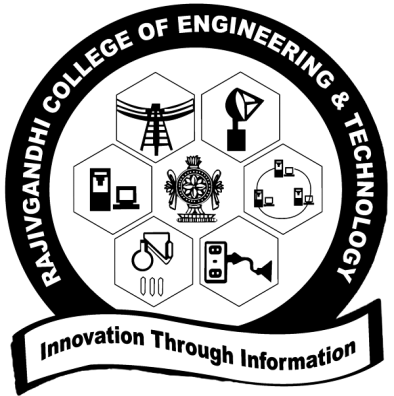 RAJIVGANDHI COLLEGE OF ENGINEERING & TECHNOLOGY
Innovation Through Information